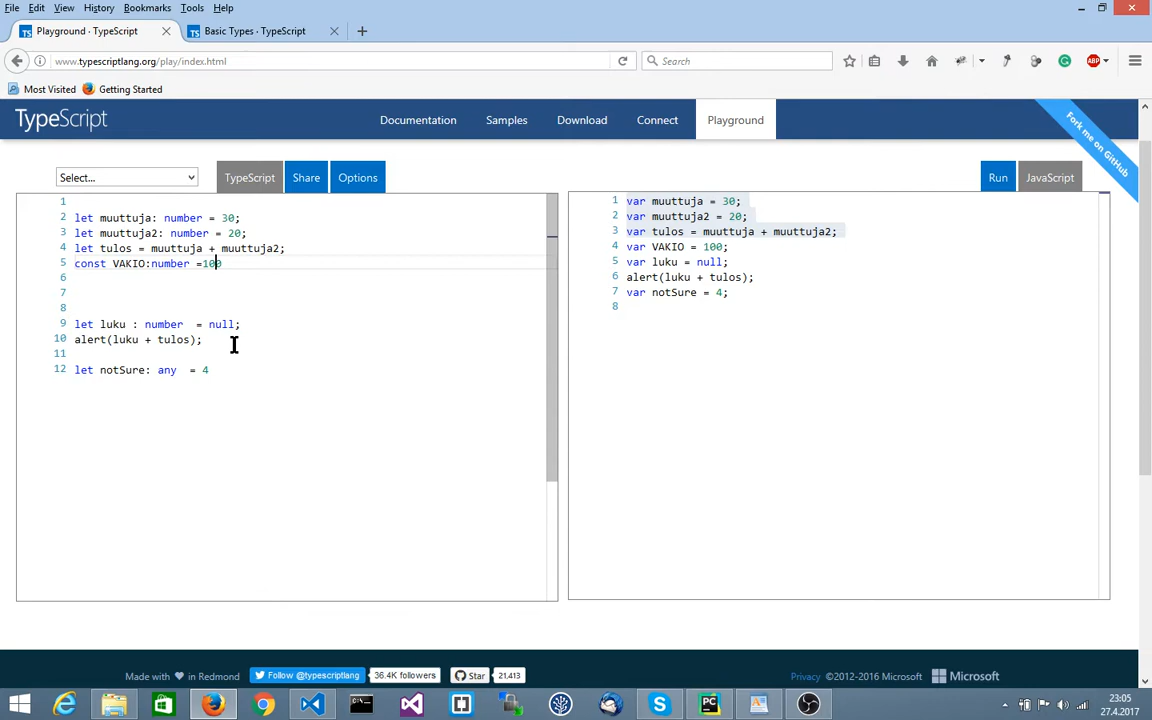 File Edit View History Bookmarks Tools Help
TS Playground · TypeScript TS Basic Types · TypeScript
www.typescriptlang.org/play/index.html Search ABP
Most Visited Getting Started
TypeScript Documentation Samples Download Connect Playground
Fork me on GitHub
Select... TypeScript Share Options Run JavaScript
1
2 let muuttuja: number = 30;
3 let muuttuja2: number = 20;
4 let tulos = muuttuja + muuttuja2;
5 const VAKIO:number =100
6
7
8
9 let luku : number  = null;
10 alert(luku + tulos);
11
12 let notSure: any  = 4
1 var muuttuja = 30;
2 var muuttuja2 = 20;
3 var tulos = muuttuja + muuttuja2;
4 var VAKIO = 100;
5 var luku = null;
6 alert(luku + tulos);
7 var notSure = 4;
8
Made with ♥ in Redmond Follow @typescriptlang 36.4K followers Star 21,413 Privacy ©2012-2016 Microsoft Microsoft
23:05
27.4.2017